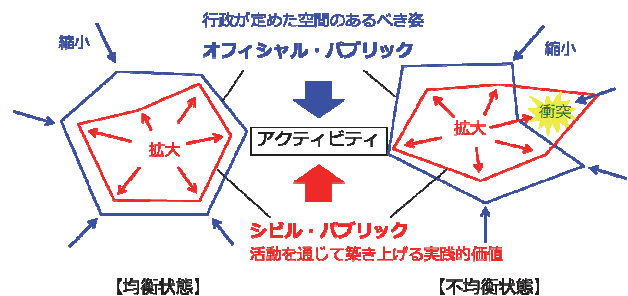 行政が定めた空間のあるべき姿
オフィシャル・パブリック
縮小
縮小
衝突
拡大
拡大
アクティビティ
シビル・パブリック
活動を通じて築き上げる実践的価値
【均衡状態】
【不均衡状態】